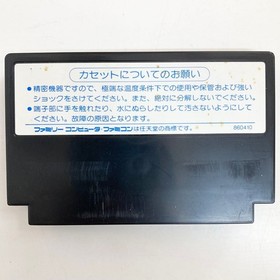 カセットについてのお願い
●精密機器ですので、極端な温度条件下での使用や保管および強い
ショックをさけてください。また、絶対に分解しないでください。
●端子部に手を触れたり、水にぬらしたりして汚さないようにして
ください。故障の原因となります。
ファミリーコンピュータ・ファミコンは任天堂の商標です。 860410